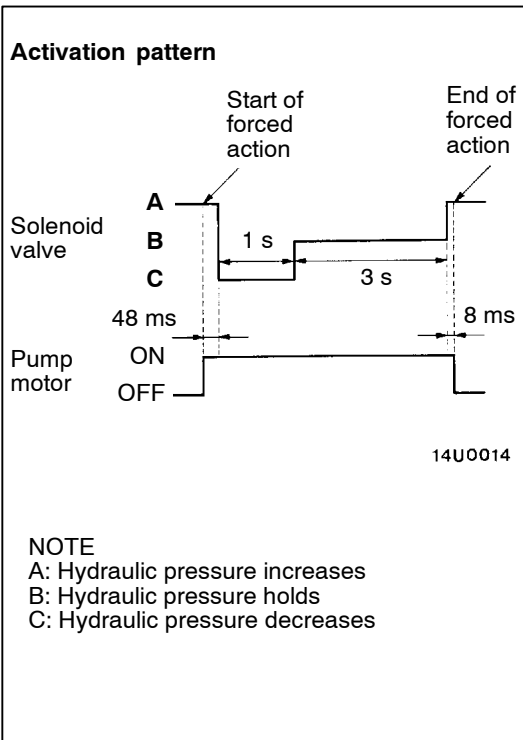 Activation pattern
Start of
forced
action
End of
forced
action
Solenoid
valve
A
B
C
1 s
3 s
48 ms
8 ms
Pump
motor
ON
OFF
14U0014
NOTE
A: Hydraulic pressure increases
B: Hydraulic pressure holds
C: Hydraulic pressure decreases